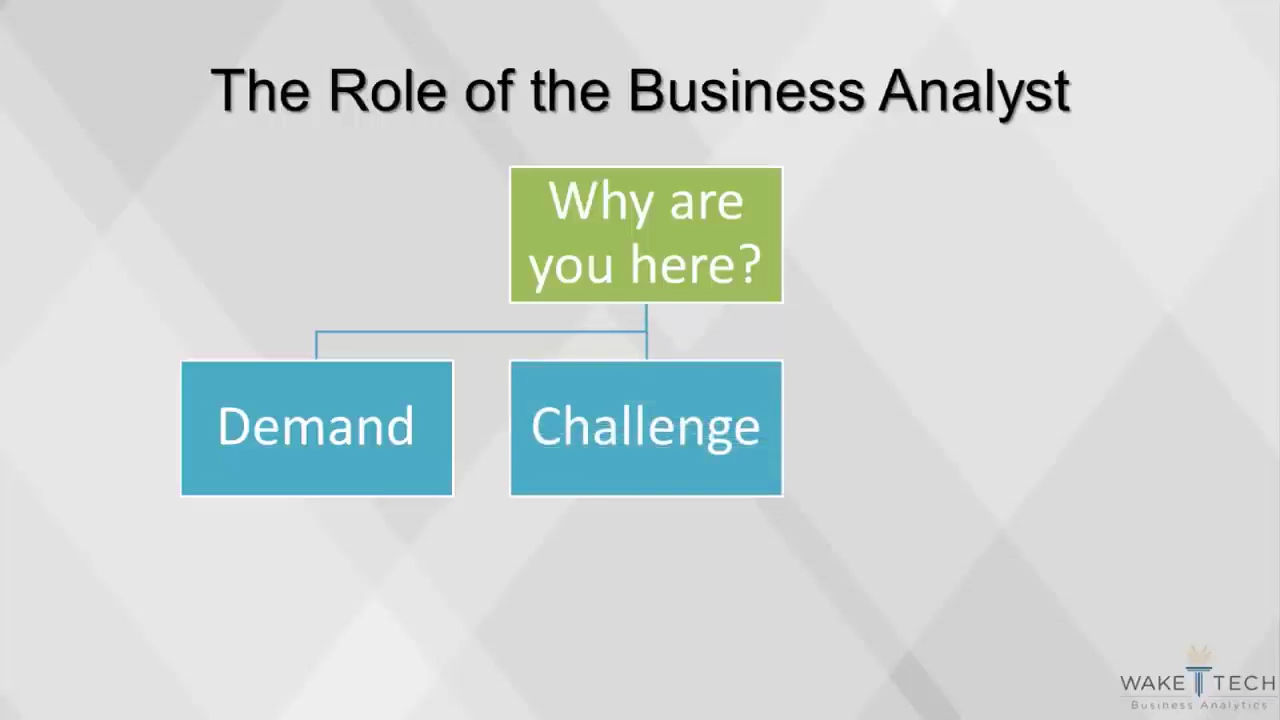 The Role of the Business Analyst
Why are
you here?
Demand
Challenge
WAKE TECH
Business Analytics